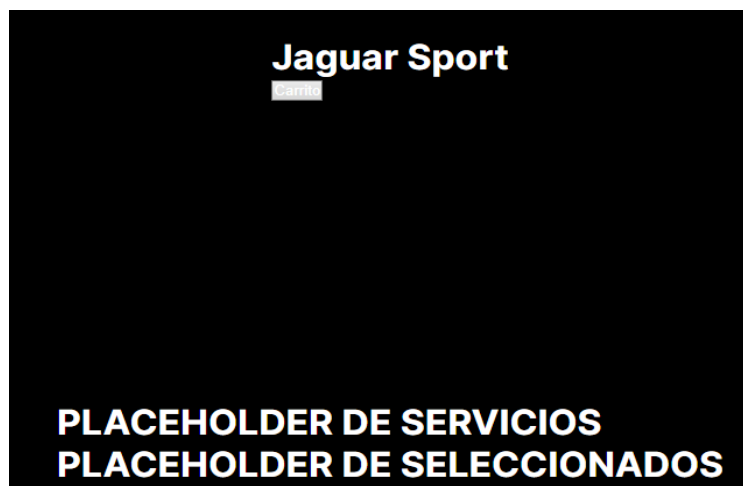 Jaguar Sport
Carrito
PLACEHOLDER DE SERVICIOS
PLACEHOLDER DE SELECCIONADOS